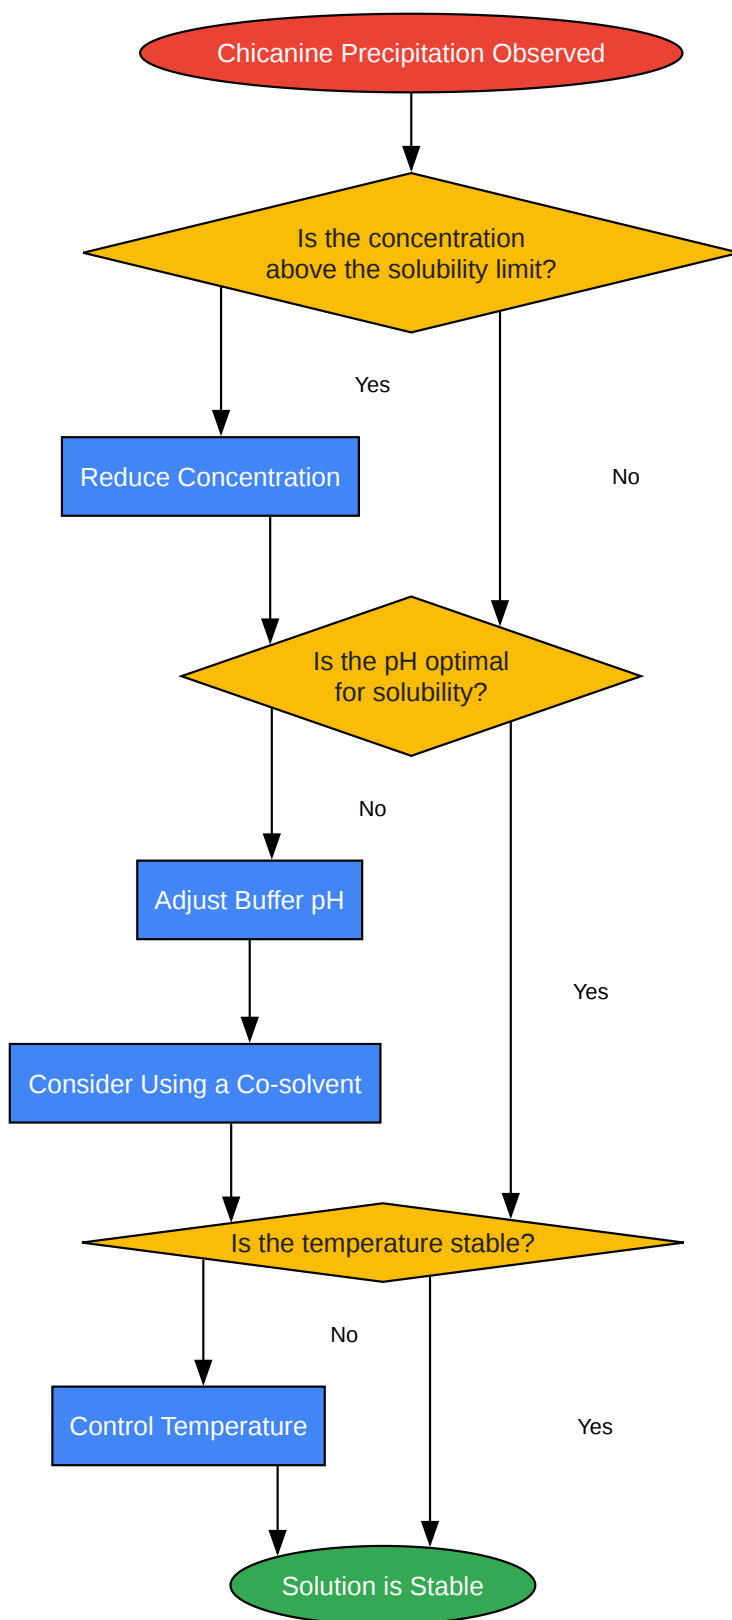 Chicanine Precipitation Observed
Is the concentration
above the solubility limit?
Yes
Reduce Concentration
No
Is the pH optimal
for solubility?
No
Adjust Buffer pH
Yes
Consider Using a Co-solvent
Is the temperature stable?
No
Control Temperature
Yes
Solution is Stable